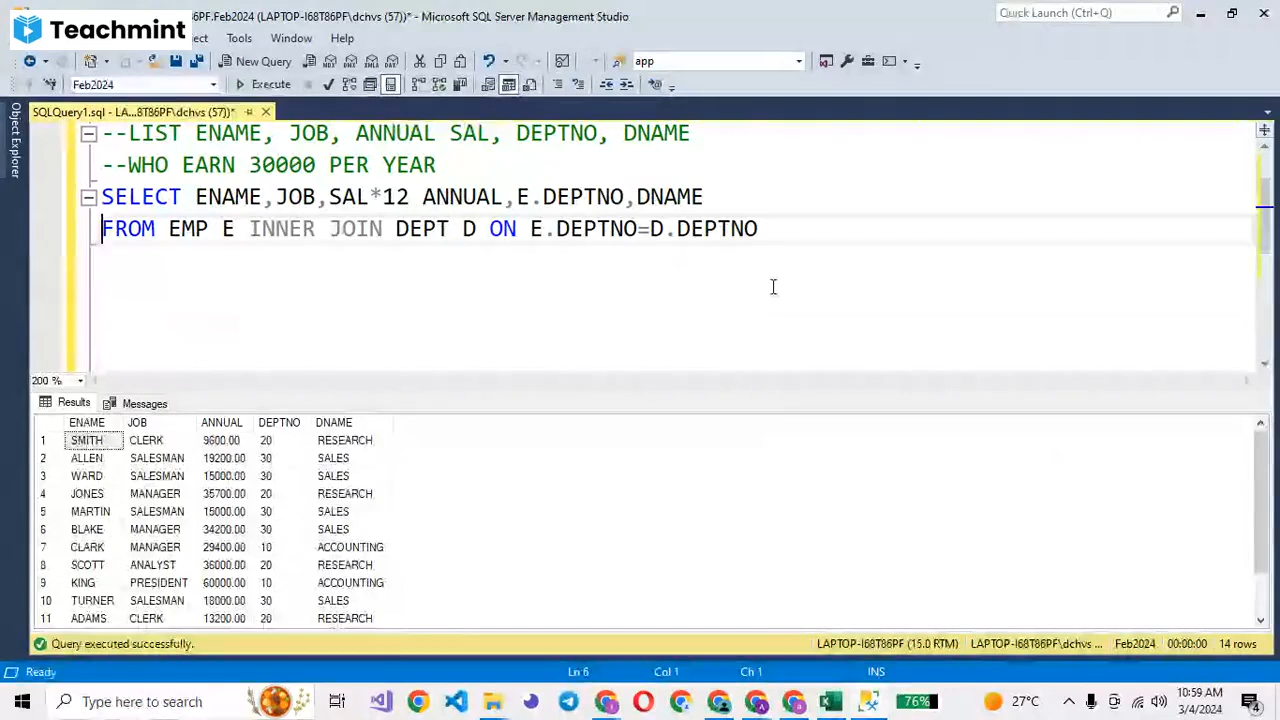 Teachmint
PF.Feb2024 (LAPTOP-I68T86PF\dchvs (57))* - Microsoft SQL Server Management Studio
Quick Launch (Ctrl+Q)
Tools Window Help
New Query
app
Feb2024
Execute
SQLQuery1.sql - LA...8T86PF\dchvs (57))*
Object Explorer
--LIST ENAME, JOB, ANNUAL SAL, DEPTNO, DNAME
--WHO EARN 30000 PER YEAR
SELECT ENAME,JOB,SAL*12 ANNUAL,E.DEPTNO,DNAME
FROM EMP E INNER JOIN DEPT D ON E.DEPTNO=D.DEPTNO
200 %
Results Messages
ENAME JOB ANNUAL DEPTNO DNAME
1 SMITH CLERK 9600.00 20 RESEARCH
2 ALLEN SALESMAN 19200.00 30 SALES
3 WARD SALESMAN 15000.00 30 SALES
4 JONES MANAGER 35700.00 20 RESEARCH
5 MARTIN SALESMAN 15000.00 30 SALES
6 BLAKE MANAGER 34200.00 30 SALES
7 CLARK MANAGER 29400.00 10 ACCOUNTING
8 SCOTT ANALYST 36000.00 20 RESEARCH
9 KING PRESIDENT 60000.00 10 ACCOUNTING
10 TURNER SALESMAN 18000.00 30 SALES
11 ADAMS CLERK 13200.00 20 RESEARCH
Query executed successfully.
LAPTOP-I68T86PF (15.0 RTM) LAPTOP-I68T86PF\dchvs ... Feb2024 00:00:00 14 rows
Ready Ln 6 Col 1 Ch 1 INS
Type here to search
76%
27°C
10:59 AM
3/4/2024
4